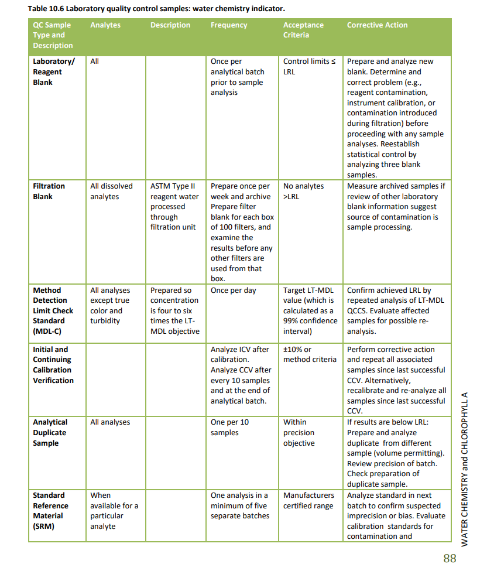 Table 10.6 Laboratory quality control samples: water chemistry indicator.
QC Sample Type and Description
Analytes
Description
Frequency
Acceptance Criteria
Corrective Action
Laboratory/
Reagent
Blank
All
Once per
analytical batch
prior to sample
analysis
Control limits ≤
LRL
Prepare and analyze new
blank. Determine and
correct problem (e.g.,
reagent contamination,
instrument calibration, or
contamination introduced
during filtration) before
proceeding with any sample
analyses. Reestablish
statistical control by
analyzing three blank
samples.
Filtration
Blank
All dissolved
analytes
ASTM Type II
reagent water
processed
through
filtration unit
Prepare once per
week and archive
Prepare filter
blank for each box
of 100 filters, and
examine the
results before any
other filters are
used from that
box.
No analytes
>LRL
Measure archived samples if
review of other laboratory
blank information suggest
source of contamination is
sample processing.
Method
Detection
Limit Check
Standard
(MDL-C)
All analyses
except true
color and
turbidity
Prepared so
concentration
is four to six
times the LT-
MDL objective
Once per day
Target LT-MDL
value (which is
calculated as a
99% confidence
interval)
Confirm achieved LRL by
repeated analysis of LT-MDL
QCCS. Evaluate affected
samples for possible re-
analysis.
Initial and
Continuing
Calibration
Verification
Analyze ICV after
calibration.
Analyze CCV after
every 10 samples
and at the end of
analytical batch.
±10% or
method criteria
Perform corrective action
and repeat all associated
samples since last successful
CCV. Alternatively,
recalibrate and re-analyze all
samples since last successful
CCV.
Analytical
Duplicate
Sample
All analyses
One per 10
samples
Within
precision
objective
If results are below LRL:
Prepare and analyze
duplicate from different
sample (volume permitting).
Review precision of batch.
Check preparation of
duplicate sample.
Standard
Reference
Material
(SRM)
When
available for a
particular
analyte
One analysis in a
minimum of five
separate batches
Manufacturers
certified range
Analyze standard in next
batch to confirm suspected
imprecision or bias. Evaluate
calibration standards for
contamination and
WATER CHEMISTRY and CHLOROPHYLL A
88